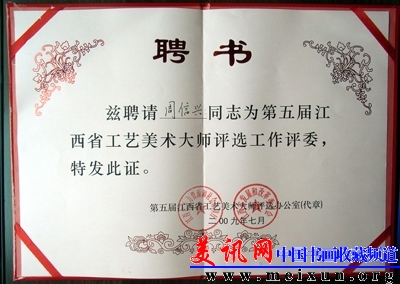 聘书
兹聘请周信兴同志为第五届江
西省工艺美术大师评选工作评委，
特发此证。
第五届江西省工艺美术大师评选办公室(代章)
二〇〇九年七月
美讯网 中国书画收藏频道
www.meixun.org